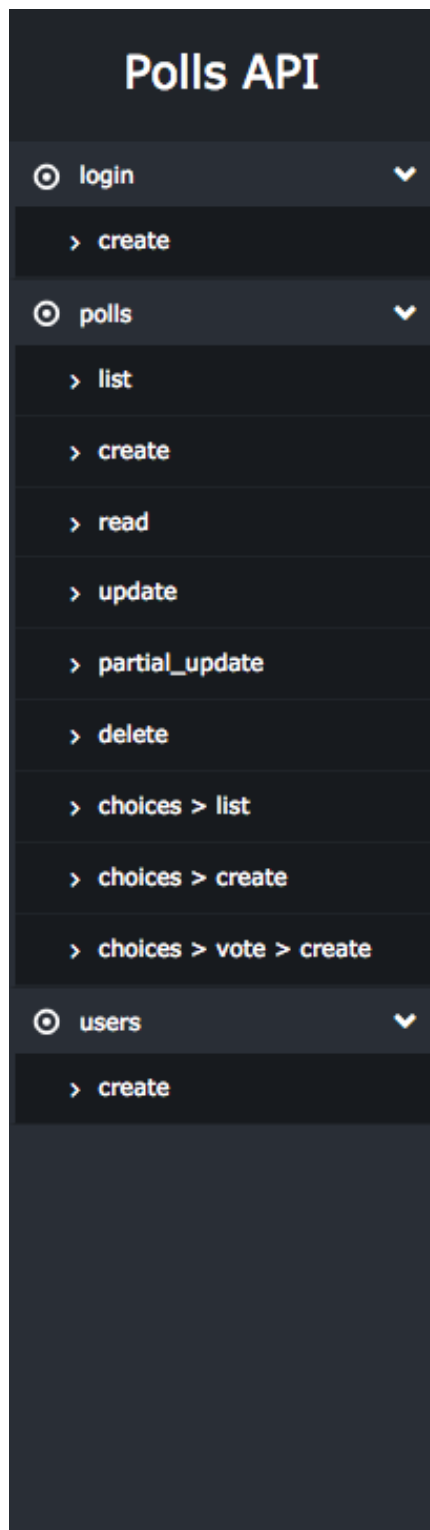 Polls API
login
create
polls
list
create
read
update
partial_update
delete
choices > list
choices > create
choices > vote > create
users
create